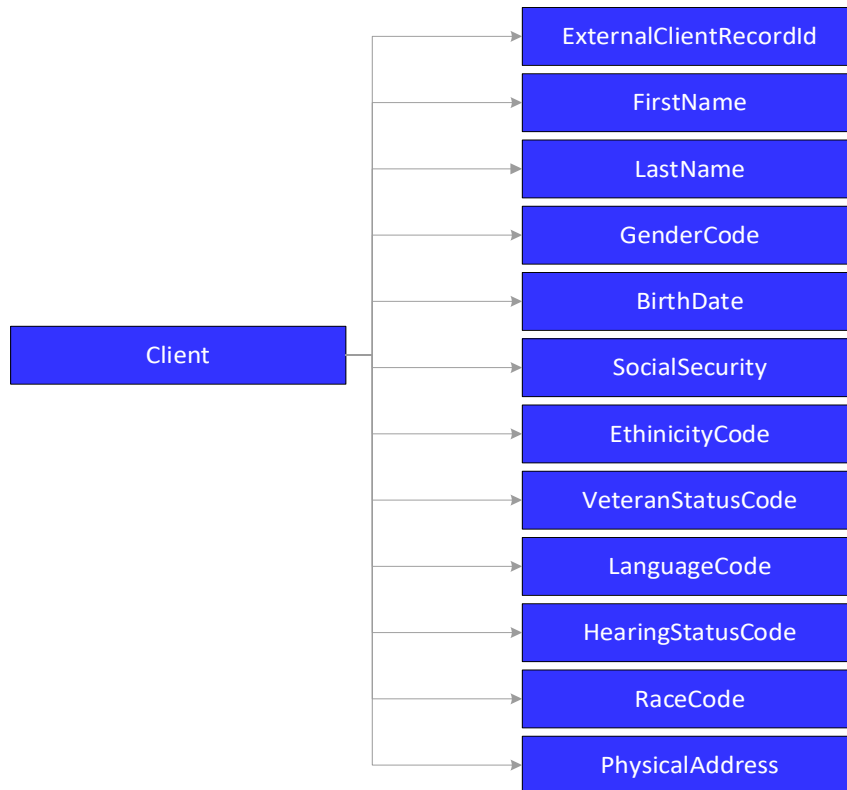 ExternalClientRecordId
FirstName
LastName
GenderCode
BirthDate
Client
SocialSecurity
EthinicityCode
VeteranStatusCode
LanguageCode
HearingStatusCode
RaceCode
PhysicalAddress